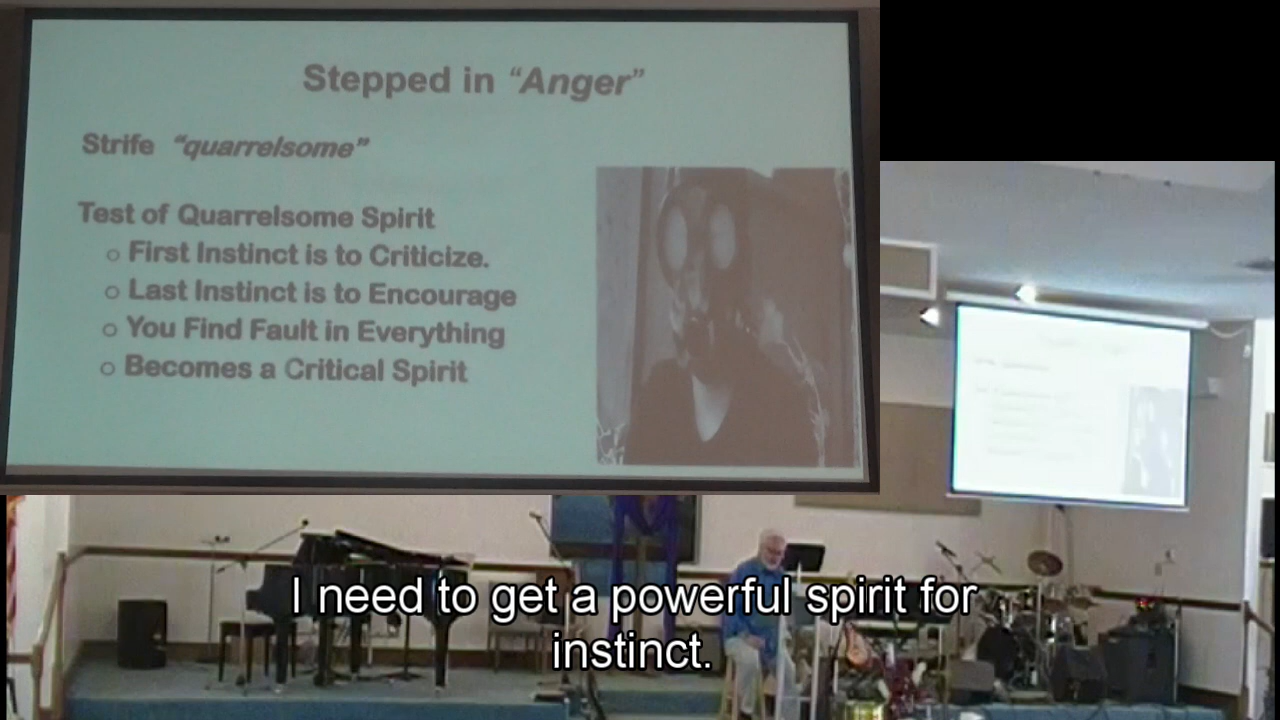 Stepped in “Anger”
Strife “quarrelsome”
Test of Quarrelsome Spirit
o First Instinct is to Criticize.
o Last Instinct is to Encourage
o You Find Fault in Everything
o Becomes a Critical Spirit
I need to get a powerful spirit for
instinct.